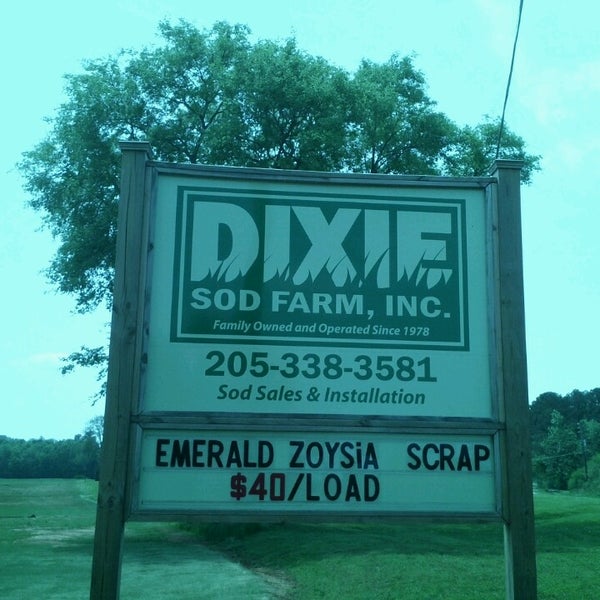 DIXIE
SOD FARM, INC.
Family Owned and Operated Since 1978
205-338-3581
Sod Sales & Installation
EMERALD ZOYSiA SCRAP
$40/LOAD